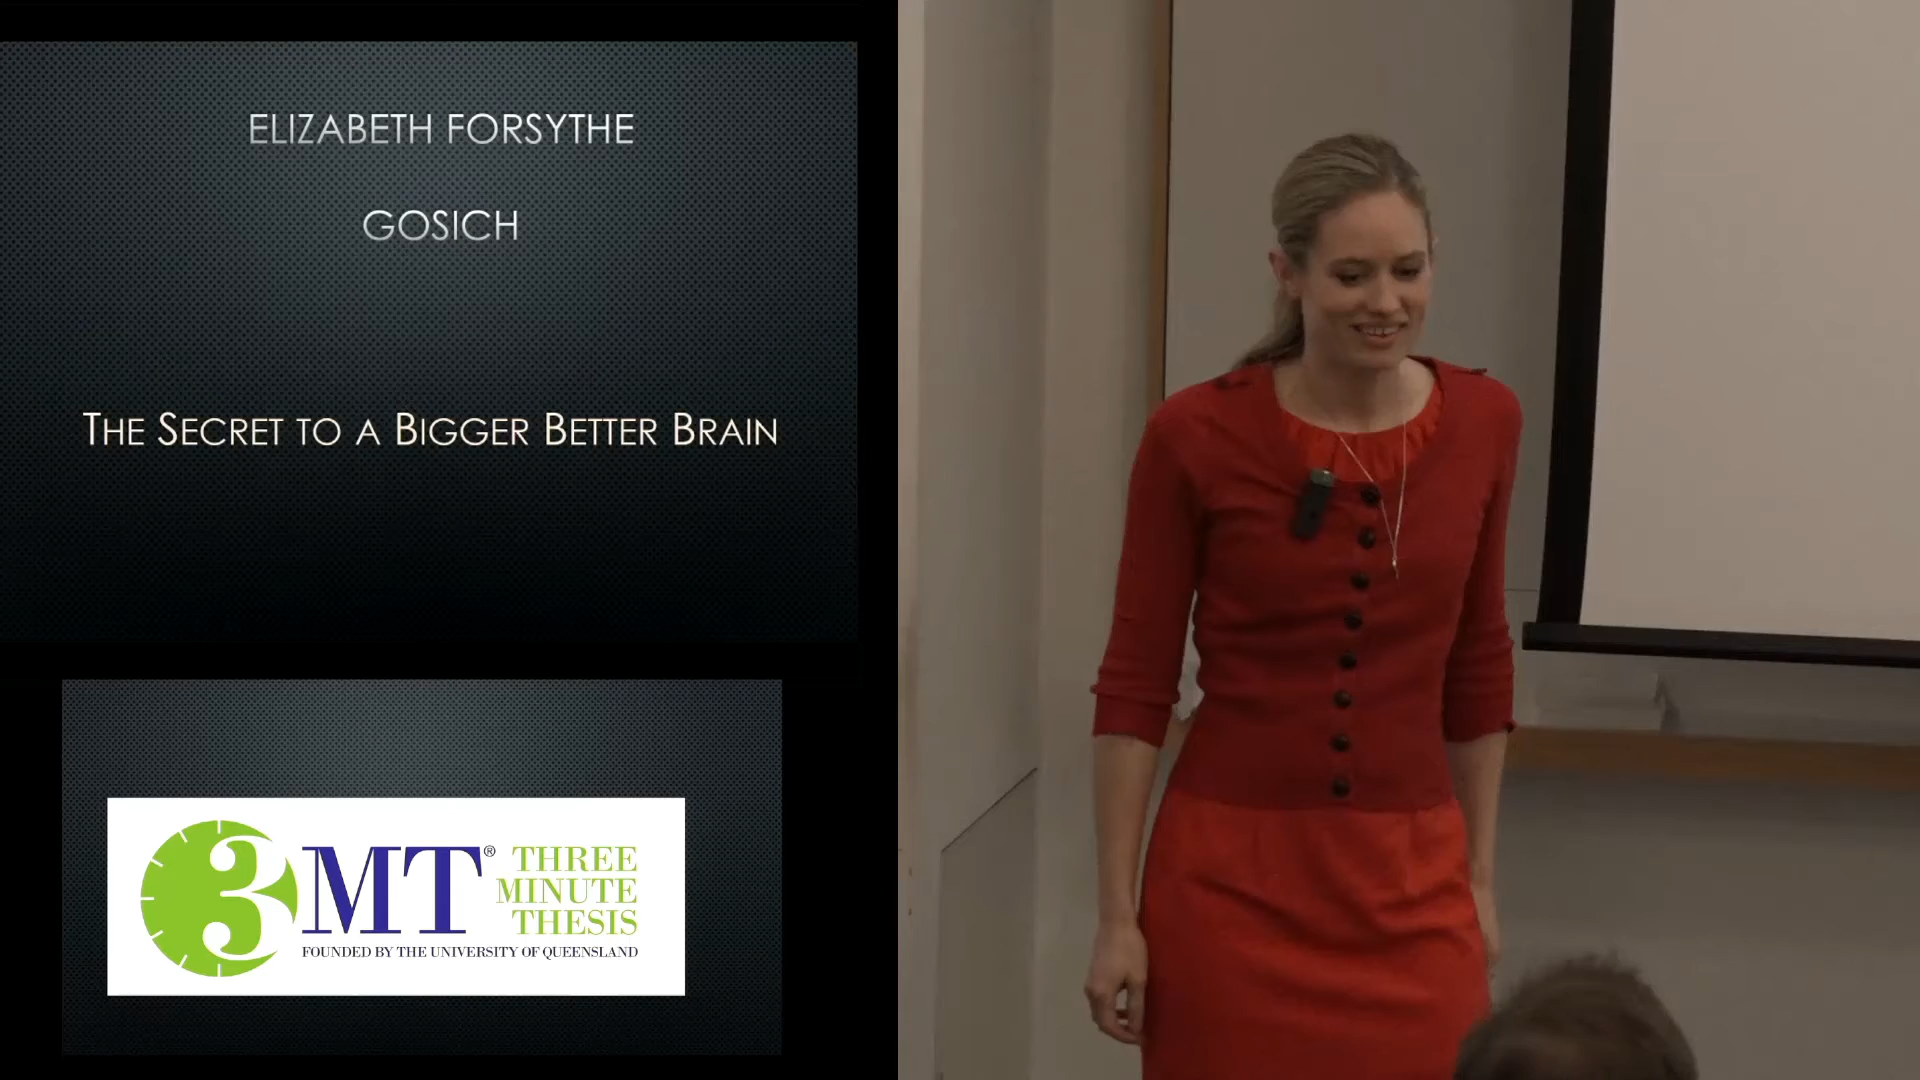 ELIZABETH FORSYTHE
GOSICH
THE SECRET TO A BIGGER BETTER BRAIN
3MT® THREE
MINUTE
THESIS
FOUNDED BY THE UNIVERSITY OF QUEENSLAND